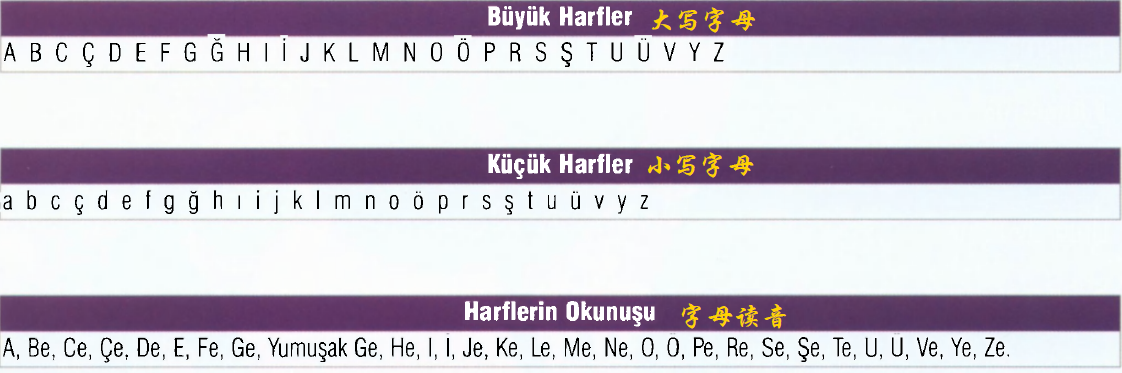 Büyük Harfler 大写字母
A B C Ç D E F G Ğ H I İ J K L M N O Ö P R S Ş T U Ü V Y Z
Küçük Harfler 小写字母
a b c ç d e f g ğ h ı i j k l m n o ö p r s ş t u ü v y z
Harflerin Okunuşu 字母读音
A, Be, Ce, Çe, De, E, Fe, Ge, Yumuşak Ge, He, I, İ, Je, Ke, Le, Me, Ne, O, Ö, Pe, Re, Se, Şe, Te, U, Ü, Ve, Ye, Ze.